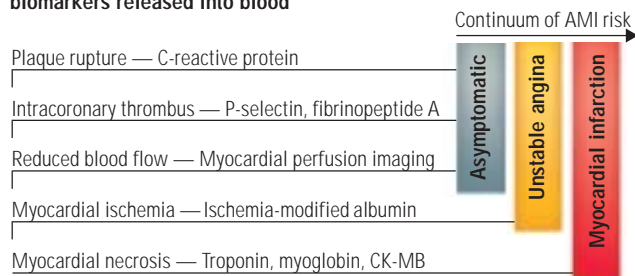 biomarkers released into blood
Continuum of AMI risk
Plaque rupture — C-reactive protein
Intracoronary thrombus — P-selectin, fibrinopeptide A
Reduced blood flow — Myocardial perfusion imaging
Myocardial ischemia — Ischemia-modified albumin
Myocardial necrosis — Troponin, myoglobin, CK-MB
Asymptomatic
Unstable angina
Myocardial infarction